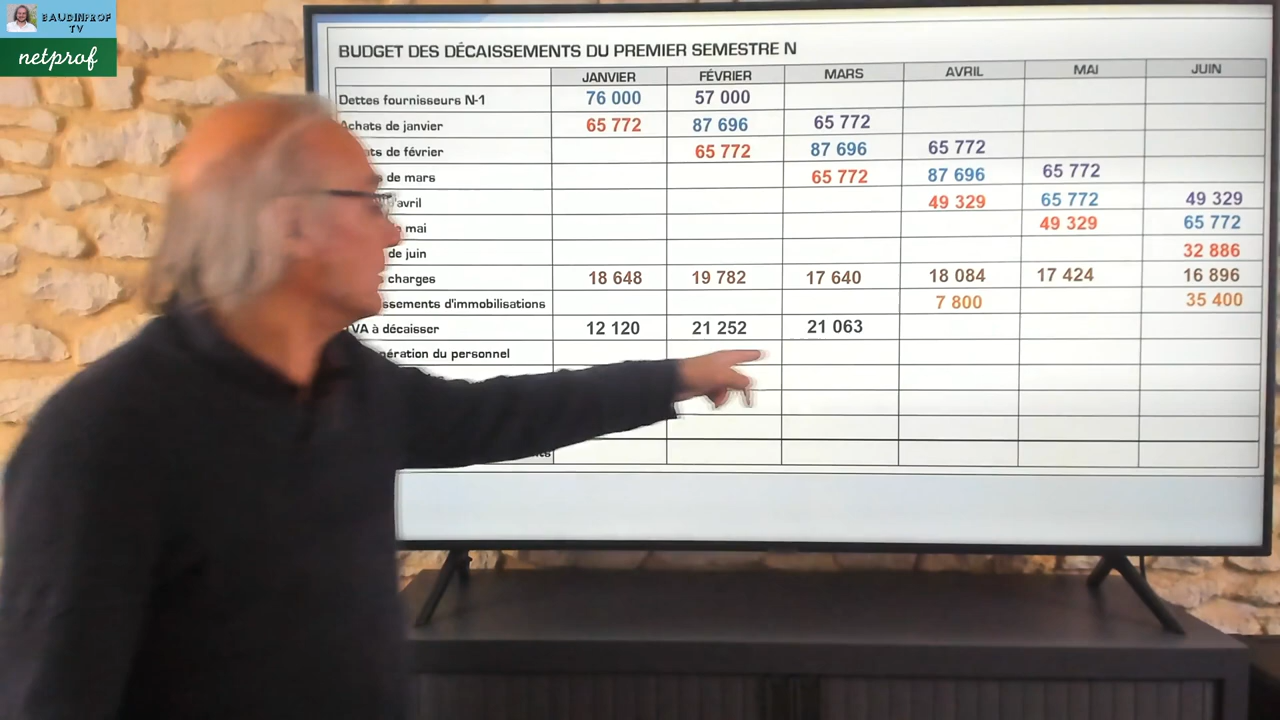 BAUDINPROF
TV
netprof
BUDGET DES DÉCAISSEMENTS DU PREMIER SEMESTRE N
JANVIER FÉVRIER MARS AVRIL MAI JUIN
Dettes fournisseurs N-1 76 000 57 000
Achats de janvier 65 772 87 696 65 772
de février 65 772 87 696 65 772
de mars 65 772 87 696 65 772
d'avril 49 329 65 772 49 329
mai 49 329 65 772
de juin 32 886
charges 18 648 19 782 17 640 18 084 17 424 16 896
d'immobilisations 7 800 35 400
TVA à décaisser 12 120 21 252 21 063
du personnel